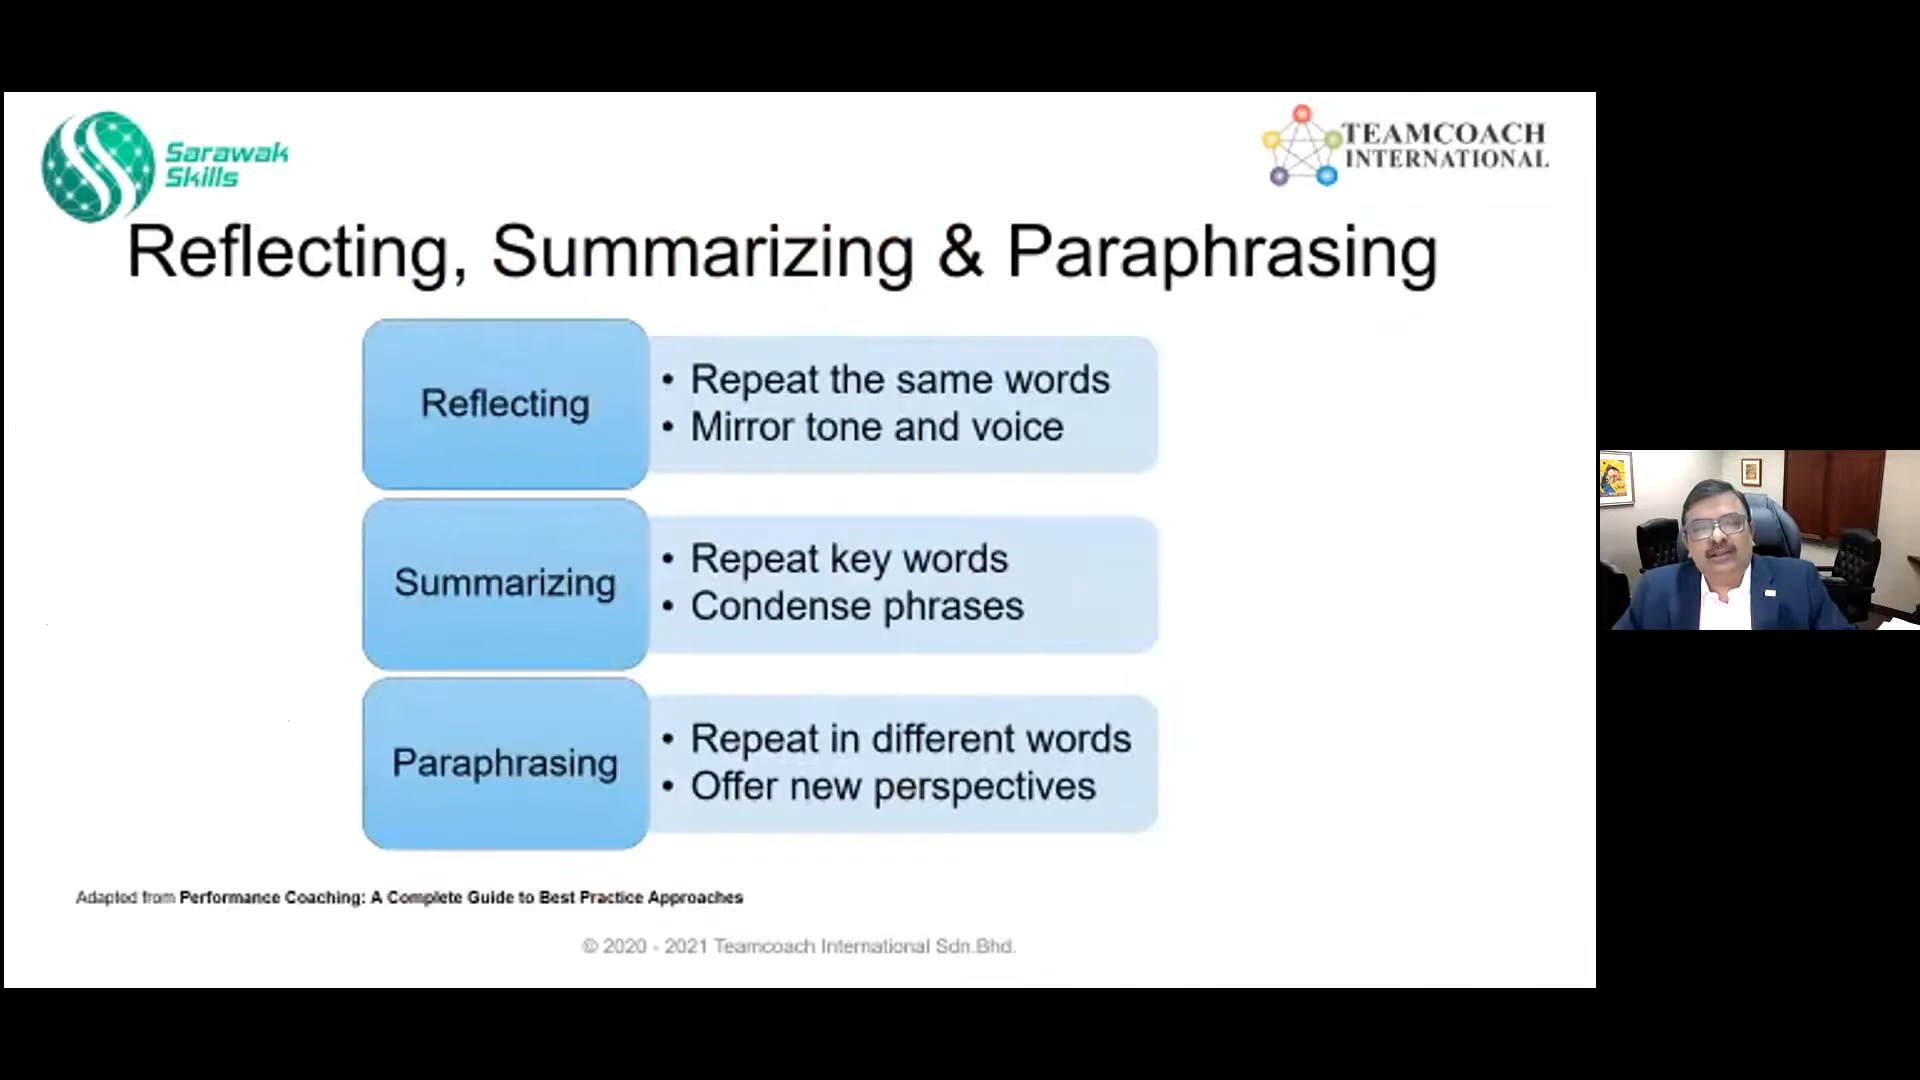 Sarawak
Skills
TEAMCOACH
INTERNATIONAL
Reflecting, Summarizing & Paraphrasing
Reflecting
• Repeat the same words
• Mirror tone and voice
Summarizing
• Repeat key words
• Condense phrases
Paraphrasing
• Repeat in different words
• Offer new perspectives
Adapted from Performance Coaching: A Complete Guide to Best Practice Approaches
© 2020 - 2021 Teamcoach International Sdn.Bhd.